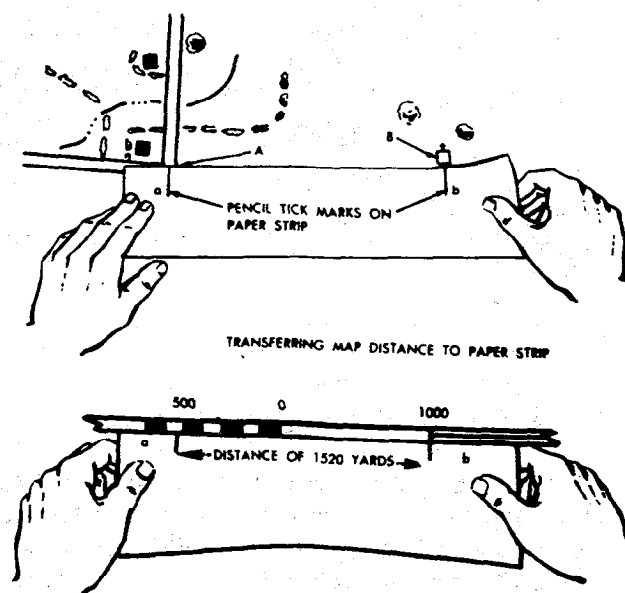 A
B
a
b
PENCIL TICK MARKS ON
PAPER STRIP
TRANSFERRING MAP DISTANCE TO PAPER STRIP
500 0 1000
a
DISTANCE OF 1520 YARDS
b